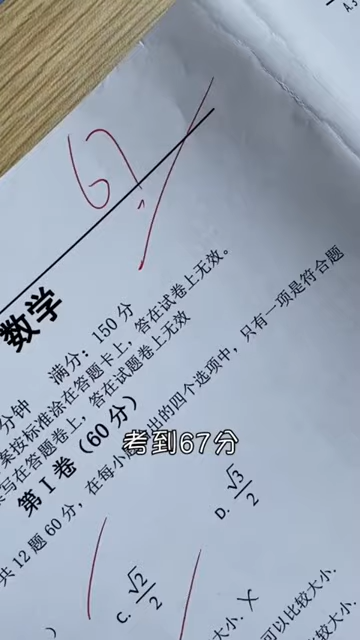 67
数学
分钟 满分：150分
案按标准涂在答题卡上，答在试卷上无效。
写在答题卷上，答在试题卷上无效
第Ⅰ卷（60分）
共12题60分，在每小题出的四个选项中，只有一项是符合题
考到67分
C. √2/2
D. √3/2
大小.
可以比较大小.
大小.